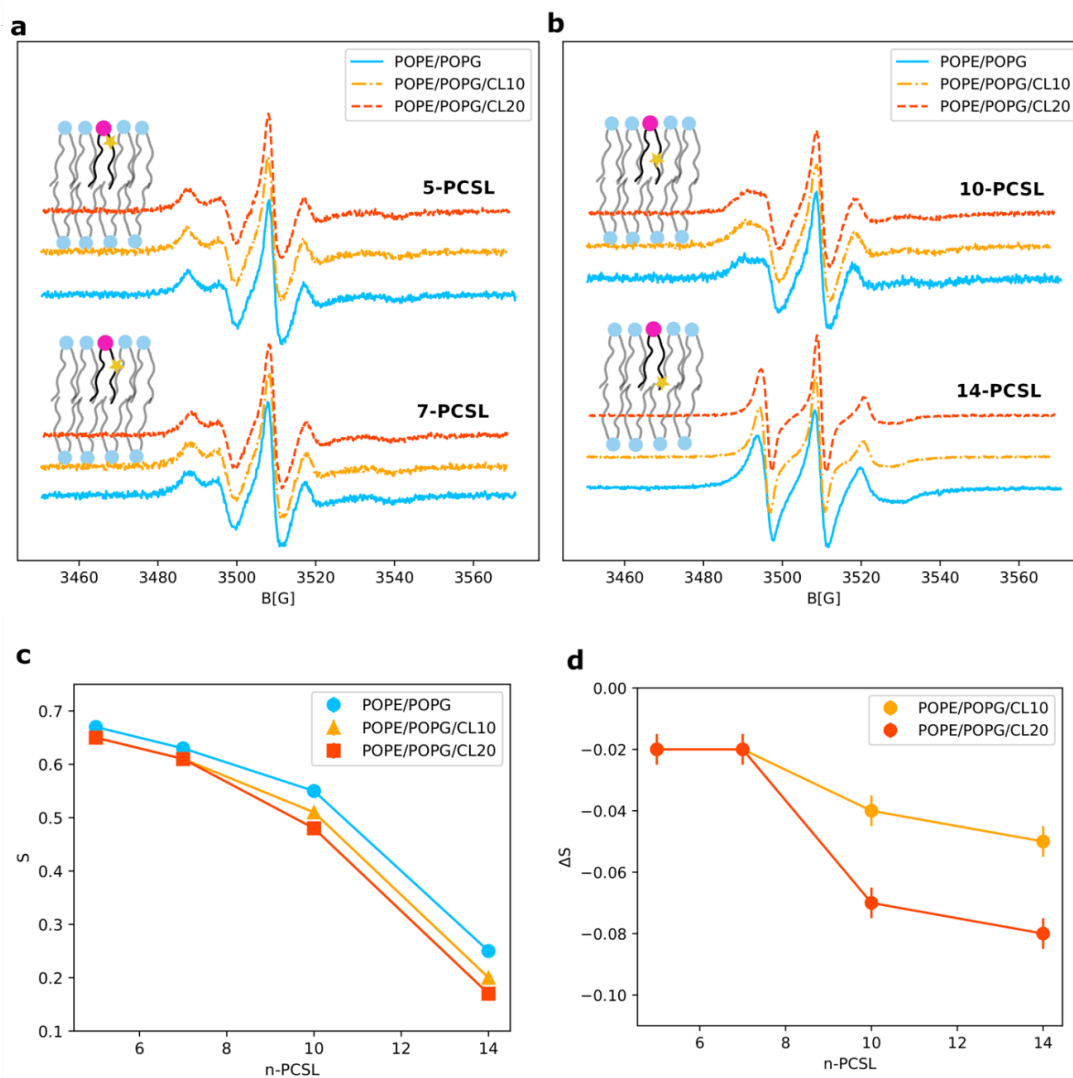 a
POPE/POPG
POPE/POPG/CL10
POPE/POPG/CL20
5-PCSL
7-PCSL
3460 3480 3500 3520 3540 3560
B[G]
b
POPE/POPG
POPE/POPG/CL10
POPE/POPG/CL20
10-PCSL
14-PCSL
3460 3480 3500 3520 3540 3560
B[G]
c
POPE/POPG
POPE/POPG/CL10
POPE/POPG/CL20
0.7
0.6
0.5
0.4
0.3
0.2
0.1
S
6 8 10 12 14
n-PCSL
d
POPE/POPG/CL10
POPE/POPG/CL20
0.00
−0.02
−0.04
−0.06
−0.08
−0.10
ΔS
6 8 10 12 14
n-PCSL